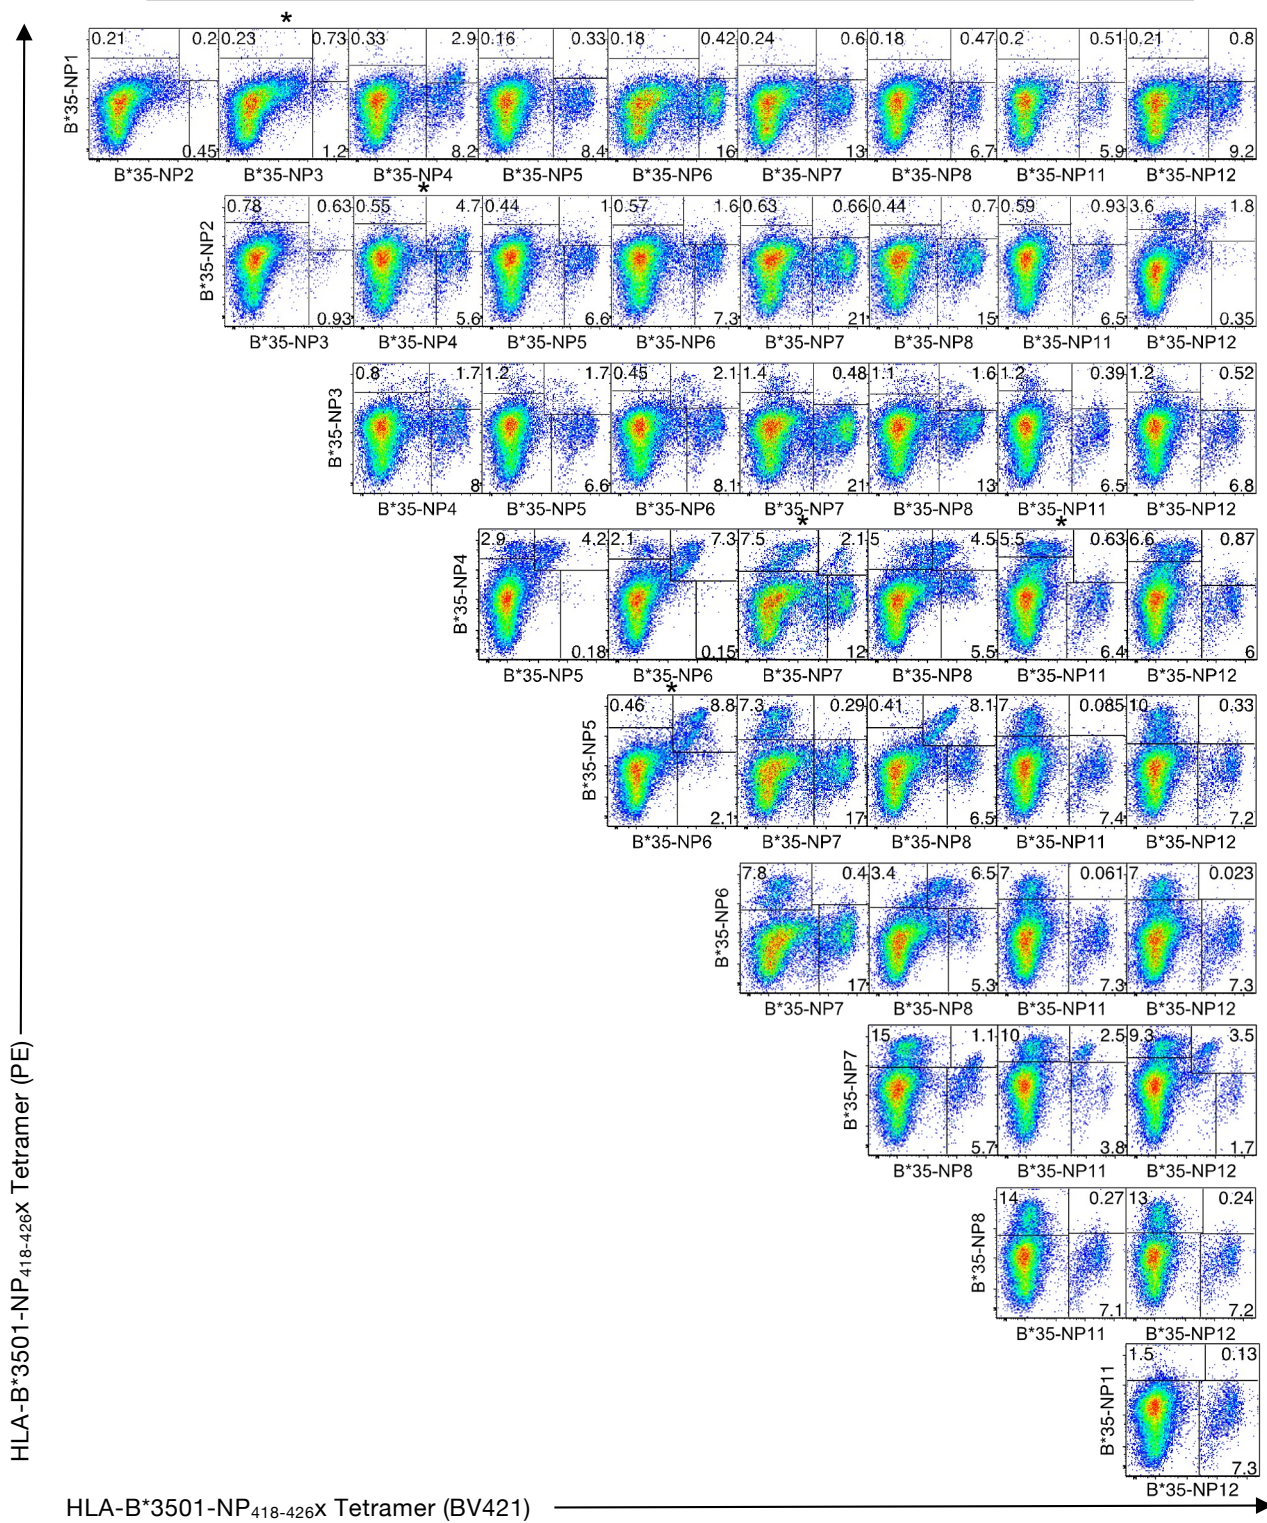 *
0.21 0.2 0.23 0.73 0.33 2.9 0.16 0.33 0.18 0.42 0.24 0.6 0.18 0.47 0.2 0.51 0.21 0.8
B*35-NP1
0.45 1.2 8.2 8.4 16 13 6.7 5.9 9.2
B*35-NP2 B*35-NP3 B*35-NP4 B*35-NP5 B*35-NP6 B*35-NP7 B*35-NP8 B*35-NP11 B*35-NP12
*
0.78 0.63 0.55 4.7 0.44 1 0.57 1.6 0.63 0.66 0.44 0.7 0.59 0.93 3.6 1.8
B*35-NP2
0.93 5.6 6.6 7.3 21 15 6.5 0.35
B*35-NP3 B*35-NP4 B*35-NP5 B*35-NP6 B*35-NP7 B*35-NP8 B*35-NP11 B*35-NP12
0.8 1.7 1.2 1.7 0.45 2.1 1.4 0.48 1.1 1.6 1.2 0.39 1.2 0.52
B*35-NP3
8 6.6 8.1 21 13 6.5 6.8
B*35-NP4 B*35-NP5 B*35-NP6 B*35-NP7 B*35-NP8 B*35-NP11 B*35-NP12
* *
2.9 4.2 2.1 7.3 7.5 2.1 5 4.5 5.5 0.63 6.6 0.87
B*35-NP4
0.18 0.15 12 5.5 6.4 6
B*35-NP5 B*35-NP6 B*35-NP7 B*35-NP8 B*35-NP11 B*35-NP12
*
0.46 8.8 7.3 0.29 0.41 8.1 7 0.085 10 0.33
B*35-NP5
2.1 17 6.5 7.4 7.2
B*35-NP6 B*35-NP7 B*35-NP8 B*35-NP11 B*35-NP12
7.8 0.4 3.4 6.5 7 0.061 7 0.023
B*35-NP6
17 5.3 7.3 7.3
B*35-NP7 B*35-NP8 B*35-NP11 B*35-NP12
15 1.1 10 2.5 9.3 3.5
B*35-NP7
5.7 3.8 1.7
B*35-NP8 B*35-NP11 B*35-NP12
14 0.27 13 0.24
B*35-NP8
7.1 7.2
B*35-NP11 B*35-NP12
1.5 0.13
B*35-NP11
7.3
B*35-NP12
HLA-B*3501-NP418-426x Tetramer (PE)
HLA-B*3501-NP418-426x Tetramer (BV421)